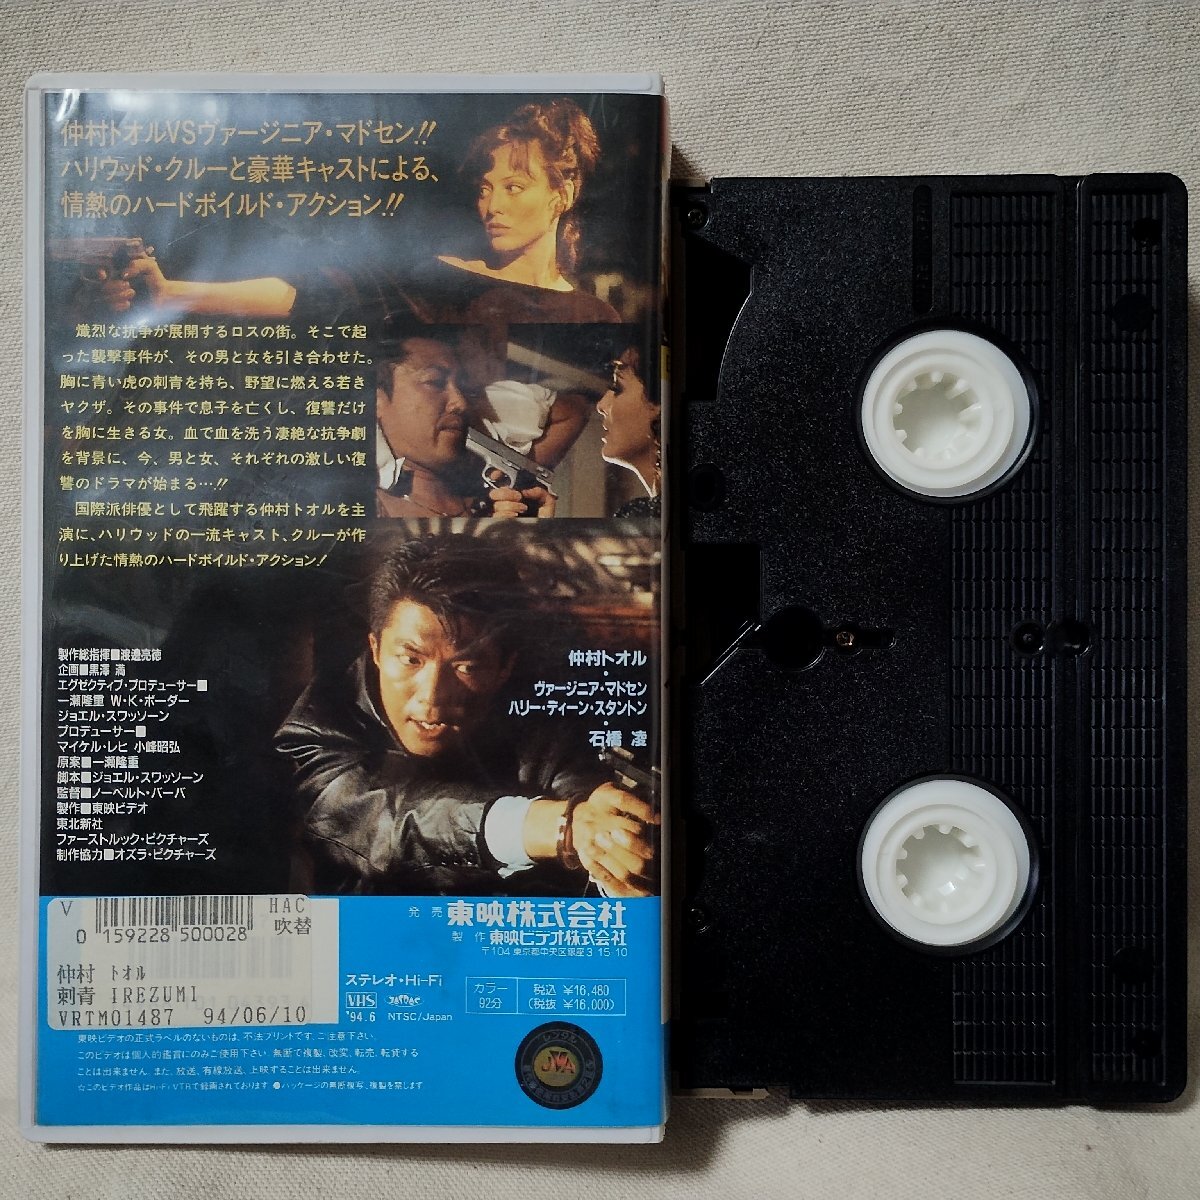 仲村トオルVSヴァージニア・マドセン!!
ハリウッド・クルーと豪華キャストによる、
情熱のハードボイルド・アクション!!
熾烈な抗争が展開するロスの街。そこで起
った襲撃事件が、その男と女を引き合わせた。
胸に青い虎の刺青を持ち、野望に燃える若き
ヤクザ。その事件で息子を亡くし、復讐だけ
を胸に生きる女。血で血を洗う凄絶な抗争劇
を背景に、今、男と女、それぞれの激しい復
讐のドラマが始まる…!!
国際派俳優として飛躍する仲村トオルを主
演に、ハリウッドの一流キャスト、クルーが作
り上げた情熱のハードボイルド・アクション!
製作総指揮■渡邉亮徳
企画■黒澤 満
エグゼクティブ・プロデューサー■
一瀬隆重 W・K・ボーダー
ジョエル・スワッソーン
プロデューサー■
マイケル・レヒ 小峰昭弘
原案■一瀬隆重
脚本■ジョエル・スワッソーン
監督■ノーベルト・バーバ
製作■東映ビデオ
東北新社
ファーストルック・ピクチャーズ
制作協力■オズラ・ピクチャーズ
仲村トオル
・
ヴァージニア・マドセン
ハリー・ディーン・スタントン
・
石橋 凌
V HAC
吹替
0 159228 500028
仲村 トオル
刺青 IREZUMI
VRTM01487 94/06/10
発売 東映株式会社
製作 東映ビデオ株式会社
〒104 東京都中央区銀座3-15-10
ステレオ・Hi-Fi
VHS
'94.6 NTSC/Japan
カラー
92分
税込 ¥16,480
(税抜 ¥16,000)
東映ビデオの正式ラベルのないものは、不法プリントです。ご注意下さい。
このビデオは個人的鑑賞にのみご使用下さい。無断で複製、改変、転売、転貸する
ことは出来ません。また、放送、有線放送、上映することは出来ません。
☆このビデオ作品はHi-Fi VTRで録画されております。●パッケージの無断複写、複製を禁じます。
レンタル
JVA